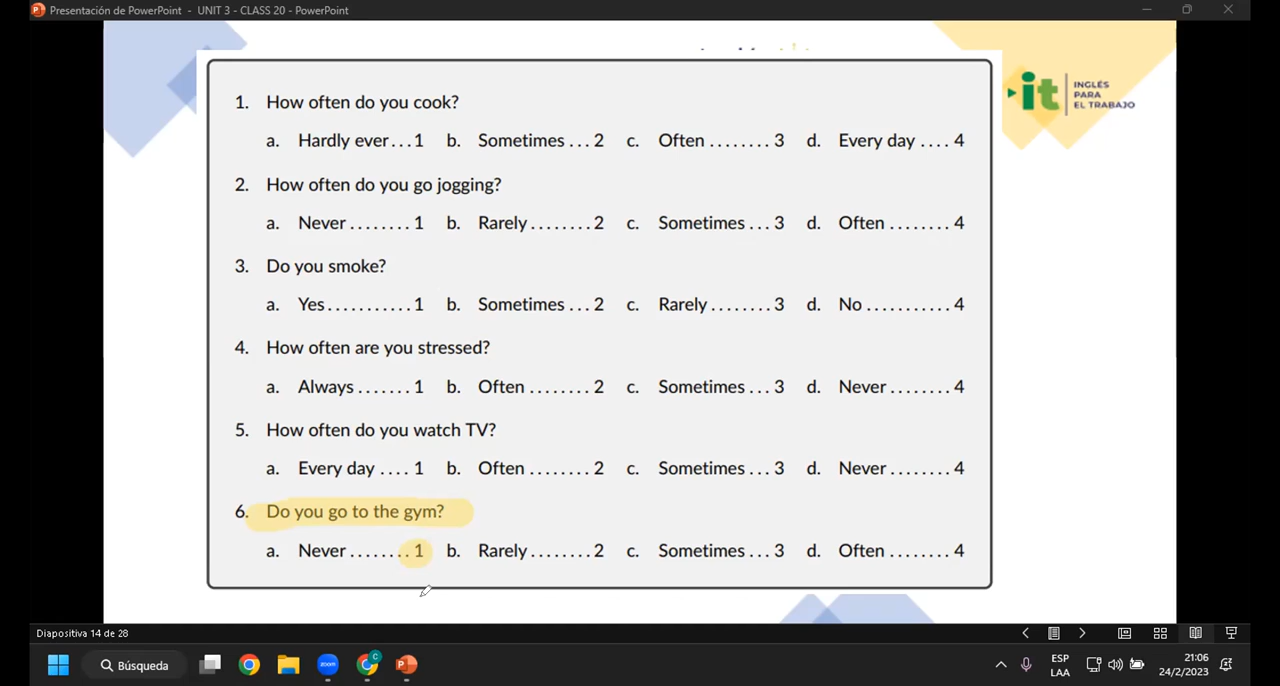 Presentación de PowerPoint - UNIT 3 - CLASS 20 - PowerPoint
INGLÉS
it PARA
EL TRABAJO
1. How often do you cook?
a. Hardly ever...1 b. Sometimes...2 c. Often........3 d. Every day....4
2. How often do you go jogging?
a. Never........1 b. Rarely........2 c. Sometimes...3 d. Often........4
3. Do you smoke?
a. Yes...........1 b. Sometimes...2 c. Rarely........3 d. No...........4
4. How often are you stressed?
a. Always.......1 b. Often........2 c. Sometimes...3 d. Never........4
5. How often do you watch TV?
a. Every day....1 b. Often........2 c. Sometimes...3 d. Never........4
6. Do you go to the gym?
a. Never........1 b. Rarely........2 c. Sometimes...3 d. Often........4
Diapositiva 14 de 28
Búsqueda zoom C P ESP 21:06
LAA 24/2/2023